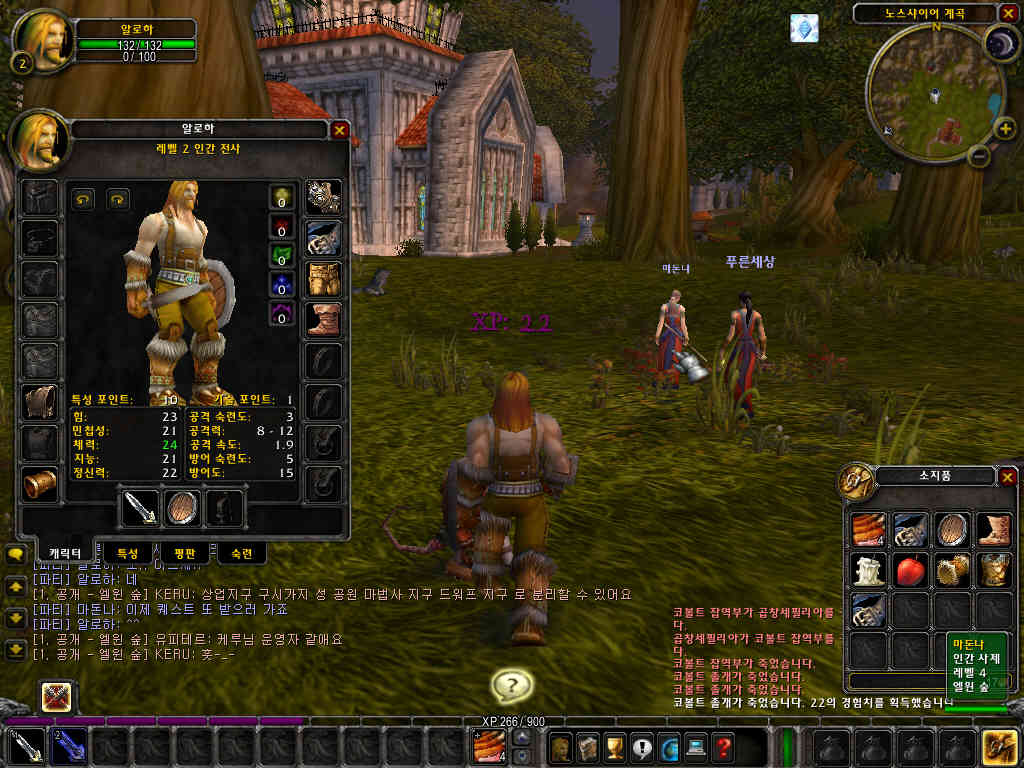 알로하
132 / 132
0 / 100
2
노스샤이어 계곡
N
알로하
레벨 2 인간 전사
0
0
0
0
0
특성 포인트: 10 기술 포인트: 1
힘: 23 공격 숙련도: 3
민첩성: 21 공격력: 8 - 12
체력: 24 공격 속도: 1.9
지능: 21 방어 숙련도: 5
정신력: 22 방어도: 15
캐릭터 특성 평판 숙련
마돈나
푸른세상
XP: 22
소지품
[파티] 알로하: 네
[1. 공개 - 엘윈 숲] KERU: 상업지구 구시가지 성 공원 마법사 지구 드워프 지구 로 분리할 수 있어요
[파티] 마돈나: 이제 퀘스트 또 받으러 가죠
[파티] 알로하: ^^
[1. 공개 - 엘윈 숲] 유피테르: 케루님 운영자 같애요
[1. 공개 - 엘윈 숲] KERU: 훗-_-
코볼트 잡역부가 곱창세필리아를
다.
곱창세필리아가 코볼트 잡역부를
다.
코볼트 잡역부가 죽었습니다.
코볼트 졸개가 죽었습니다.
코볼트 졸개가 죽었습니다.
코볼트 졸개가 죽었습니다. 22의 경험치를 획득했습니
마돈나
인간 사제
레벨 4
엘윈 숲
XP 266 / 900
1
2
4